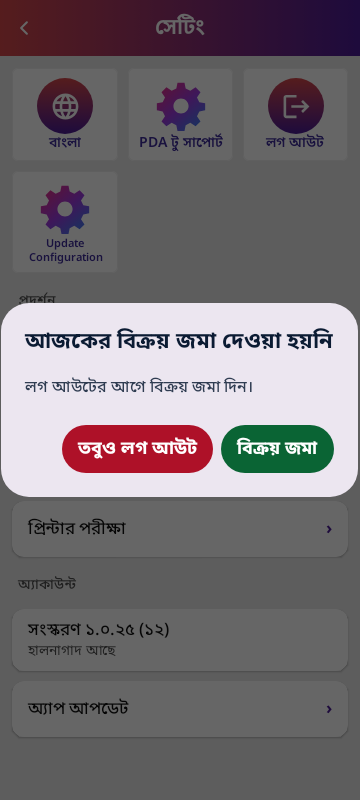 সেটিং
বাংলা
PDA টু সাপোর্ট
লগ আউট
Update
Configuration
প্রদর্শন
আজকের বিক্রয় জমা দেওয়া হয়নি
লগ আউটের আগে বিক্রয় জমা দিন।
তবুও লগ আউট
বিক্রয় জমা
প্রিন্টার পরীক্ষা
অ্যাকাউন্ট
সংস্করণ ১.০.২৫ (১২)
হালনাগাদ আছে
অ্যাপ আপডেট